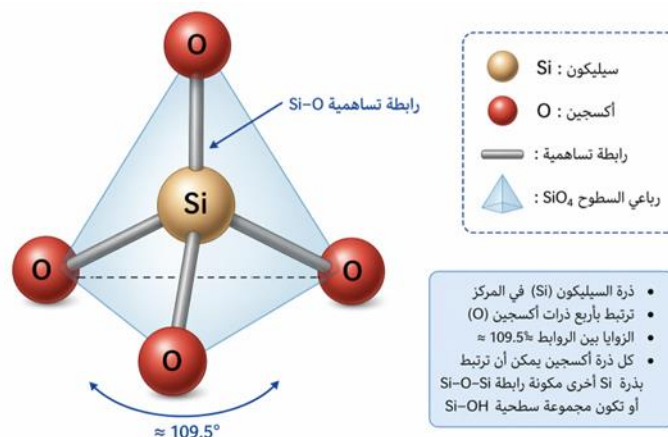 O
رابطة تساهمية Si–O
Si
O
O
O
≈ 109.5°
سيليكون : Si
أكسجين : O
رابطة تساهمية :
رباعي السطوح SiO₄ :
• ذرة السيليكون (Si) في المركز
• ترتبط بأربع ذرات أكسجين (O)
• الزوايا بين الروابط ≈109.5° ≈
• كل ذرة أكسجين يمكن أن ترتبط
بذرة Si أخرى مكونة رابطة Si–O–Si
أو تكون مجموعة سطحية Si–OH